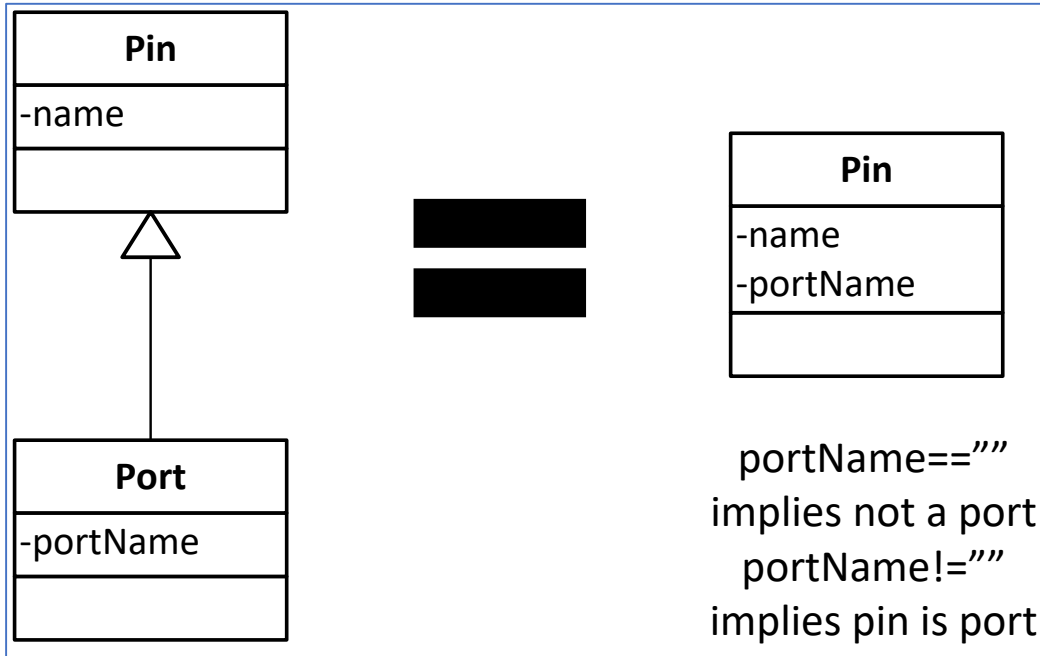 Pin
-name
Port
-portName
Pin
-name
-portName
portName==””
implies not a port
portName!=””
implies pin is port